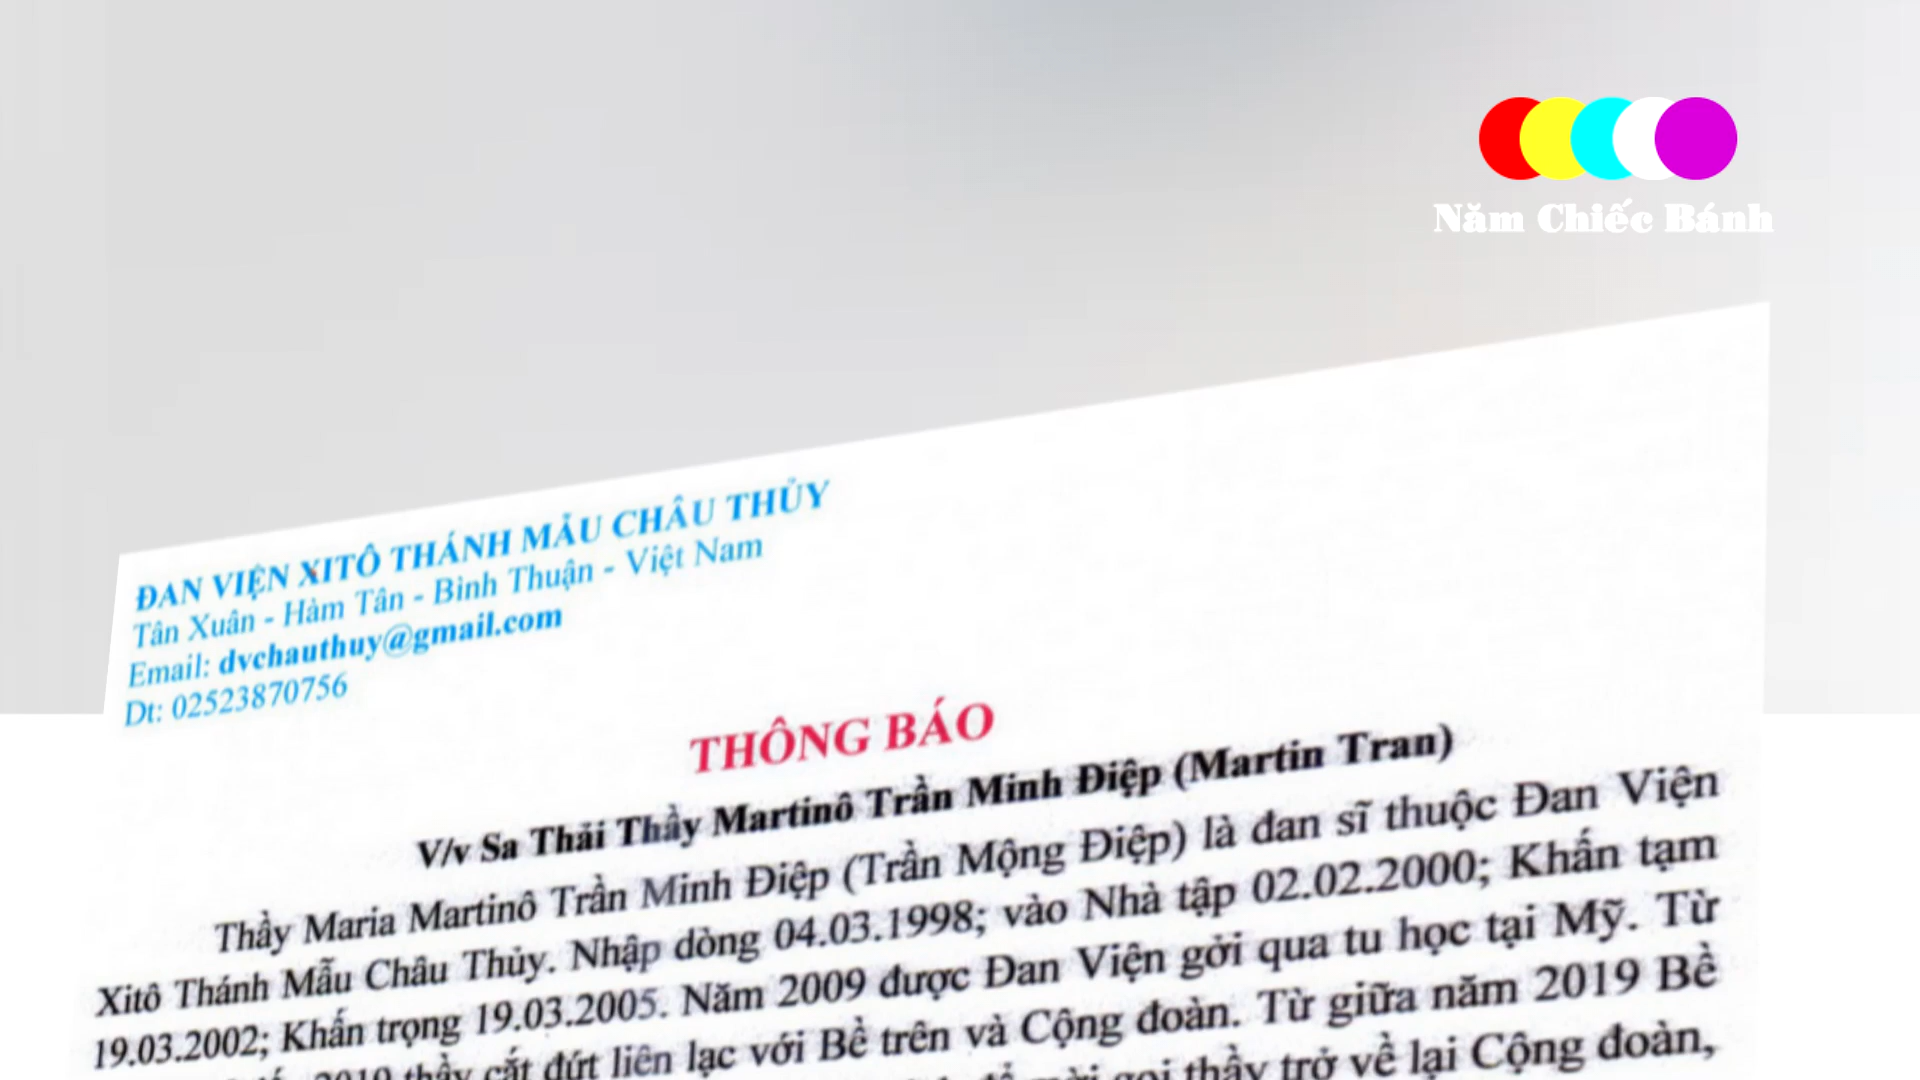 Năm Chiếc Bánh
ĐAN VIỆN XITÔ THÁNH MẪU CHÂU THỦY
Tân Xuân - Hàm Tân - Bình Thuận - Việt Nam
Email: dvchauthuy@gmail.com
Dt: 02523870756
THÔNG BÁO
V/v Sa Thải Thầy Martinô Trần Minh Điệp (Martin Tran)
Thầy Maria Martinô Trần Minh Điệp (Trần Mộng Điệp) là đan sĩ thuộc Đan Viện
Xitô Thánh Mẫu Châu Thủy. Nhập dòng 04.03.1998; vào Nhà tập 02.02.2000; Khấn tạm
19.03.2002; Khấn trọng 19.03.2005. Năm 2009 được Đan Viện gởi qua tu học tại Mỹ. Từ
2019 thầy cắt đứt liên lạc với Bề trên và Cộng đoàn. Từ giữa năm 2019 Bề
gọi thầy trở về lại Cộng đoàn,